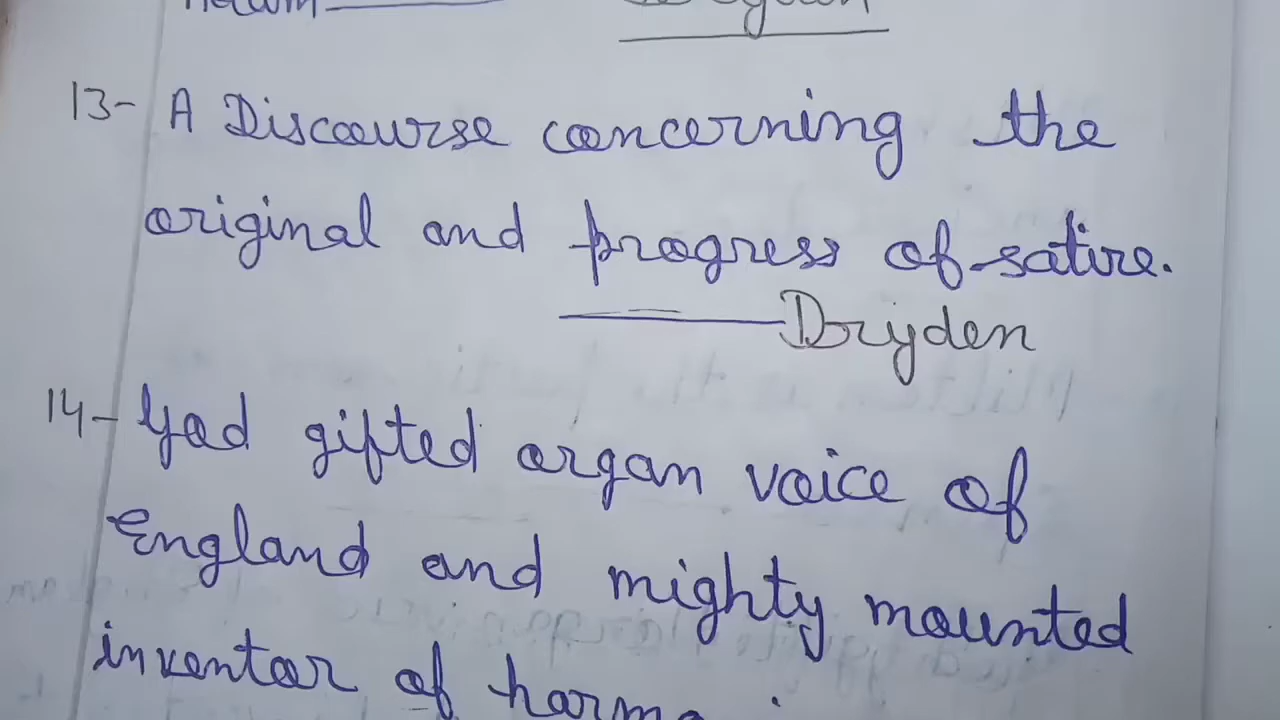 13- A Discourse concerning the
original and progress of satire.
Dryden
14- God gifted organ voice of
England and mighty mounted
inventor of